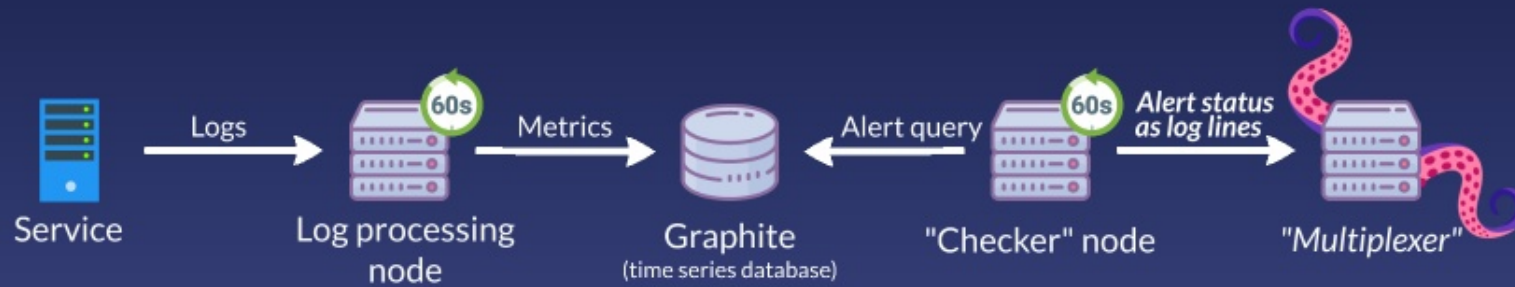 60s
60s
Alert status
as log lines
Logs
Metrics
Alert query
Service
Log processing
node
Graphite
(time series database)
"Checker" node
"Multiplexer"